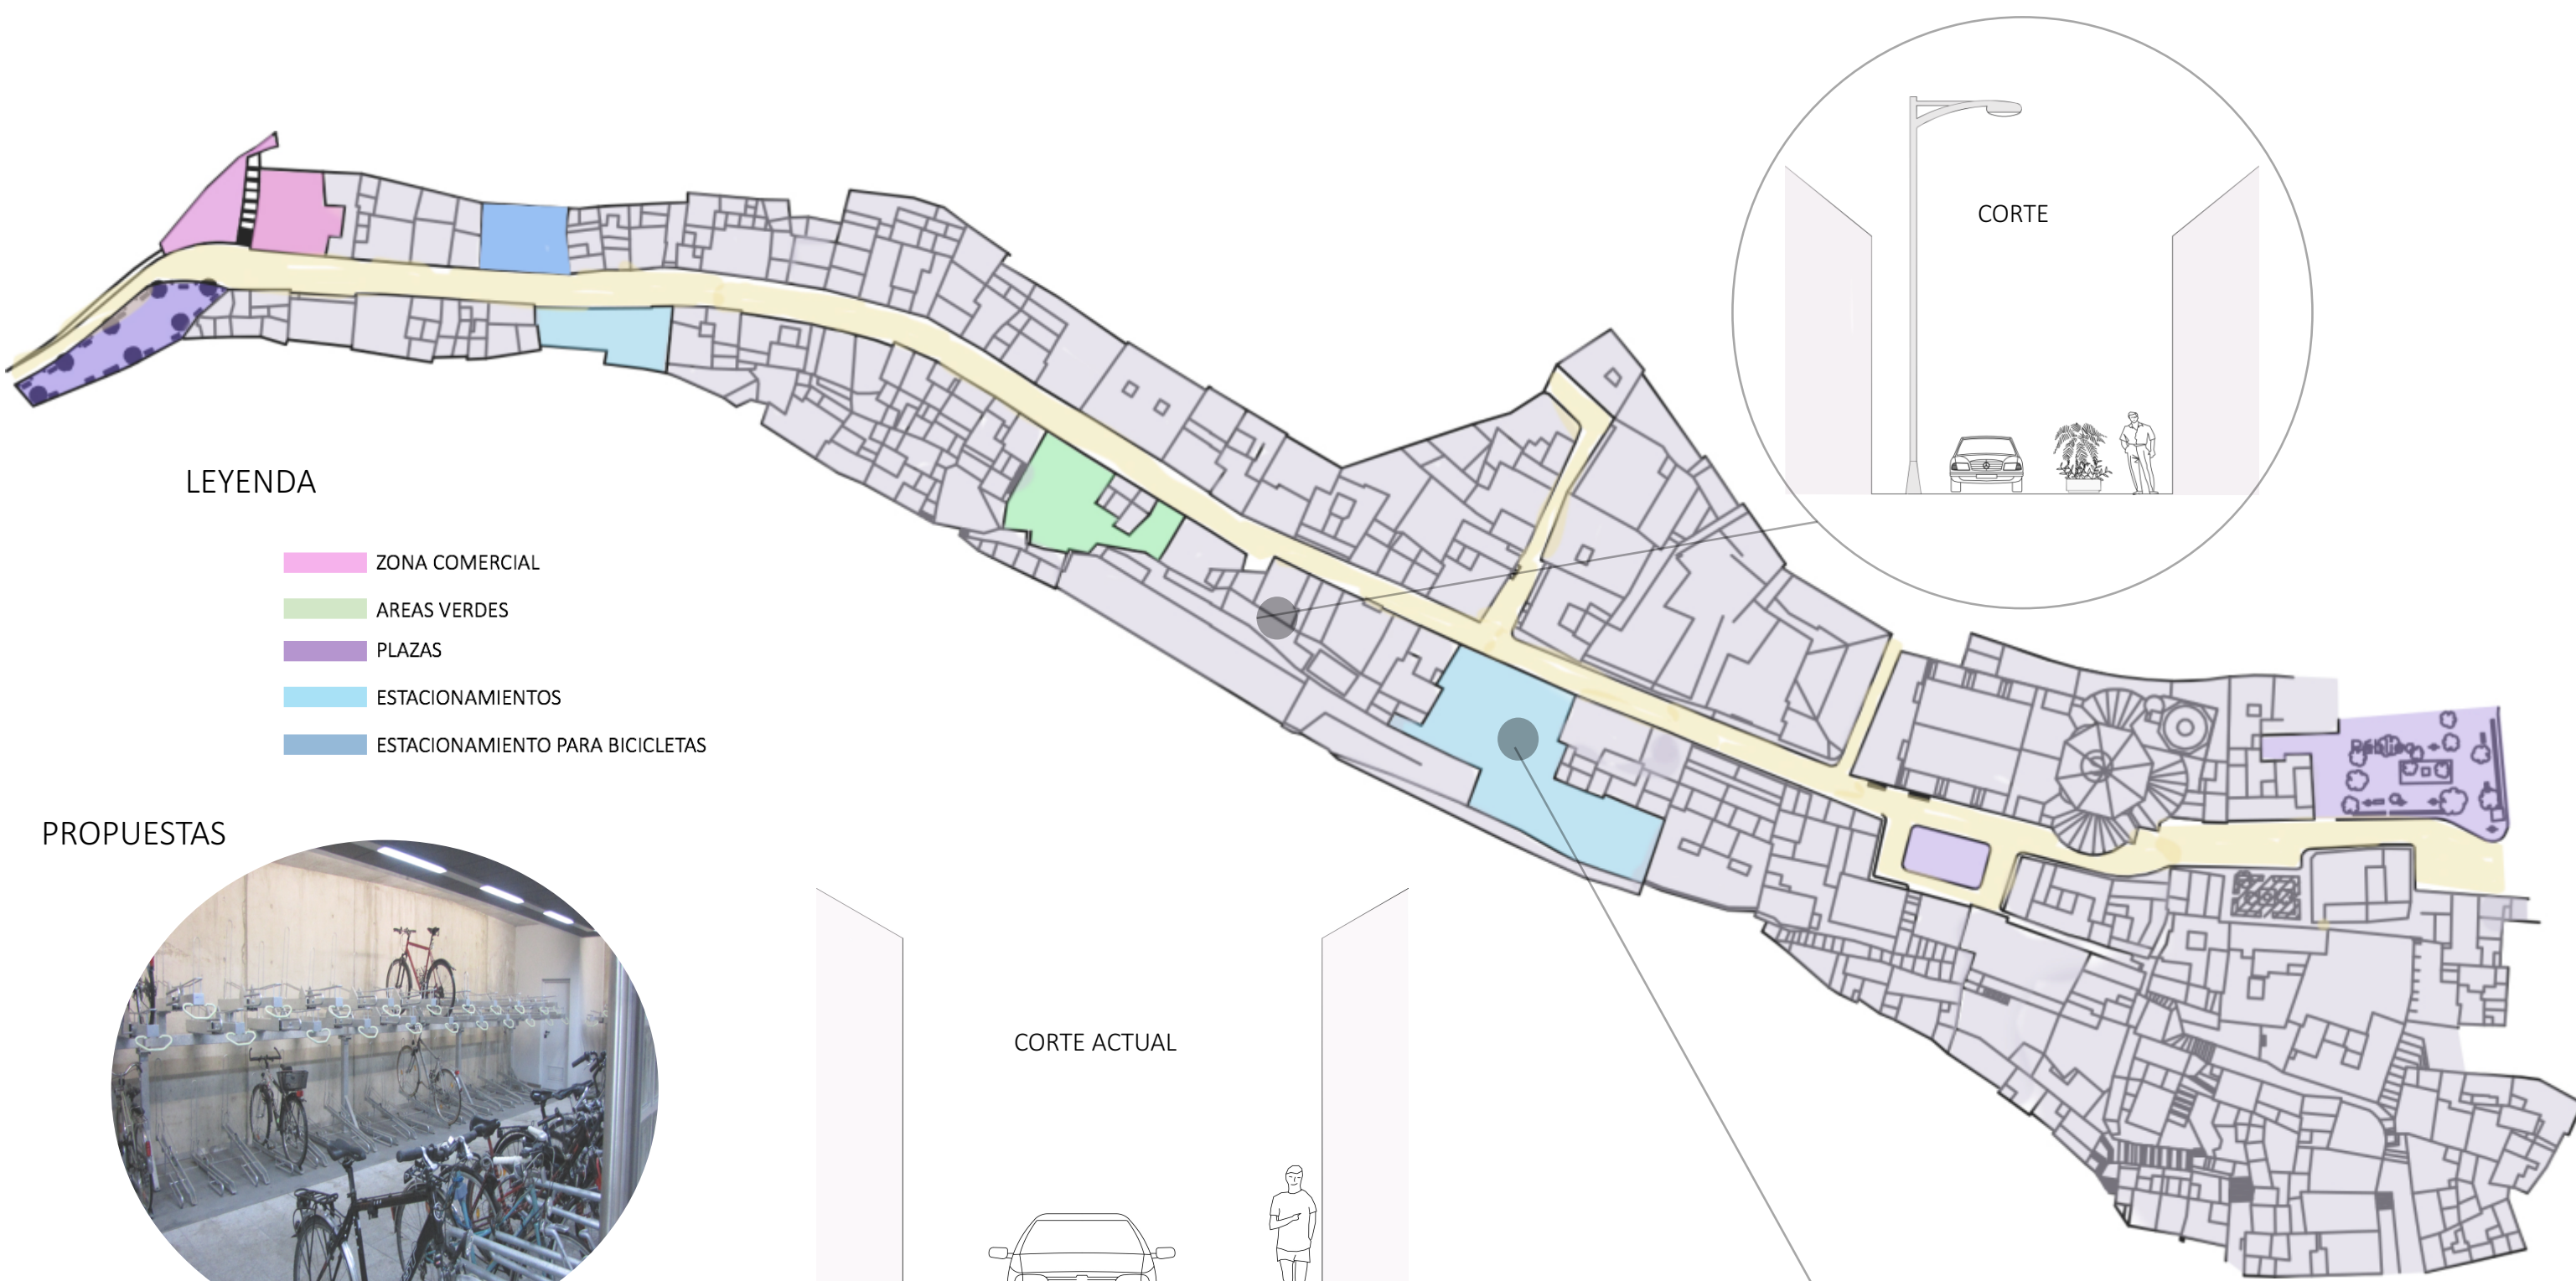 CORTE
LEYENDA
ZONA COMERCIAL
AREAS VERDES
PLAZAS
ESTACIONAMIENTOS
ESTACIONAMIENTO PARA BICICLETAS
PROPUESTAS
CORTE ACTUAL